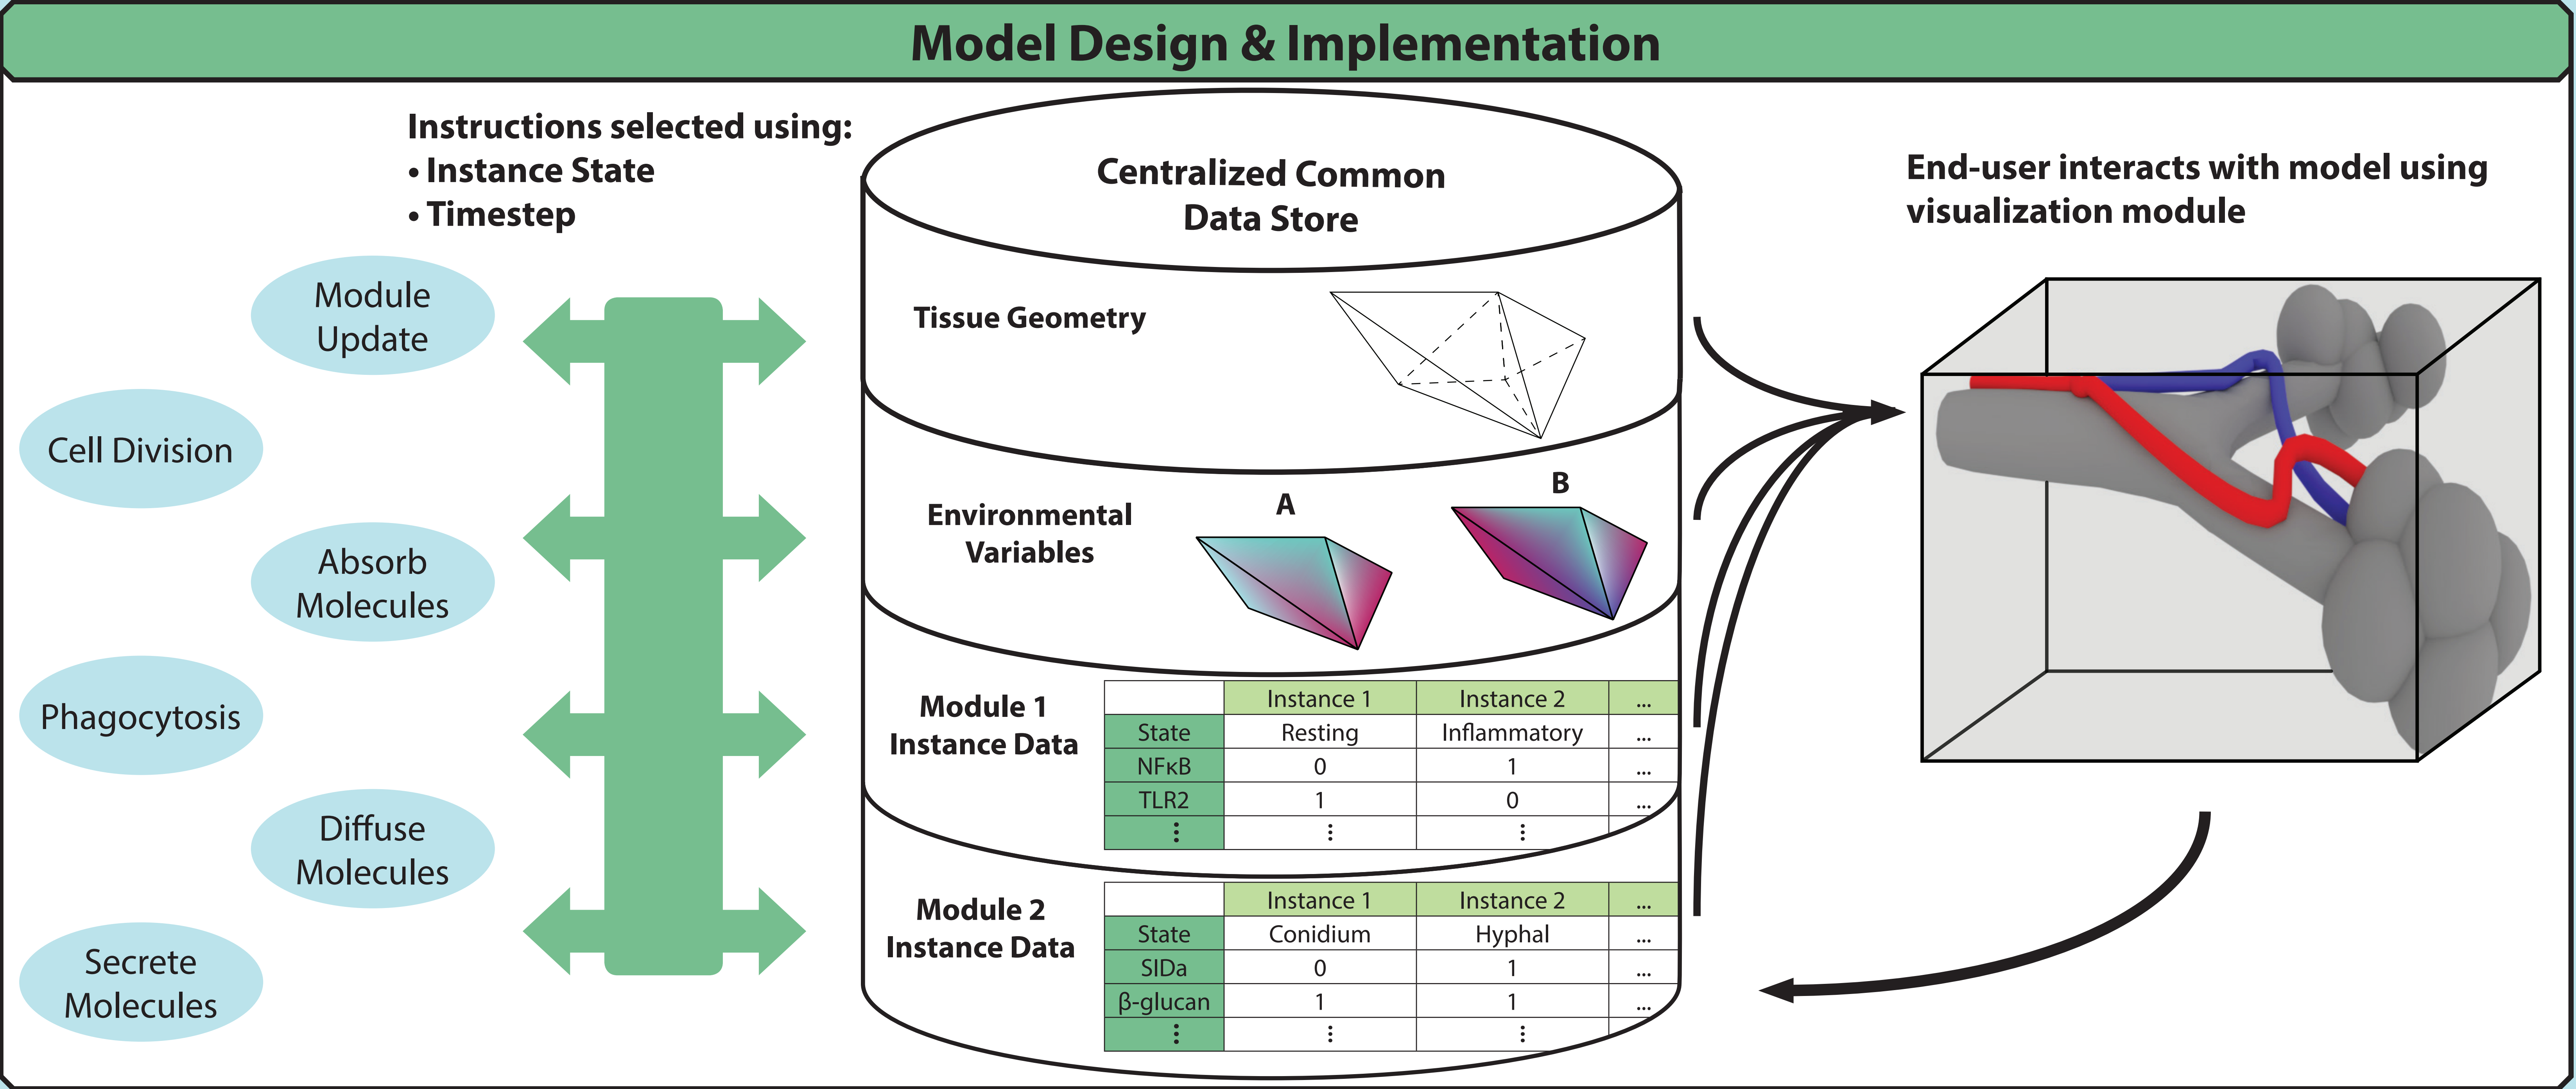 Model Design & Implementation
Instructions selected using:
• Instance State
• Timestep
Module
Update
Cell Division
Absorb
Molecules
Phagocytosis
Diffuse
Molecules
Secrete
Molecules
Centralized Common
Data Store
Tissue Geometry
Environmental
Variables
A
B
Module 1
Instance Data
Instance 1 Instance 2 ...
State Resting Inflammatory ...
NFκB 0 1 ...
TLR2 1 0 ...
⋮ ⋮ ⋮
Module 2
Instance Data
Instance 1 Instance 2 ...
State Conidium Hyphal ...
SIDa 0 1 ...
β-glucan 1 1 ...
⋮ ⋮ ⋮
End-user interacts with model using
visualization module